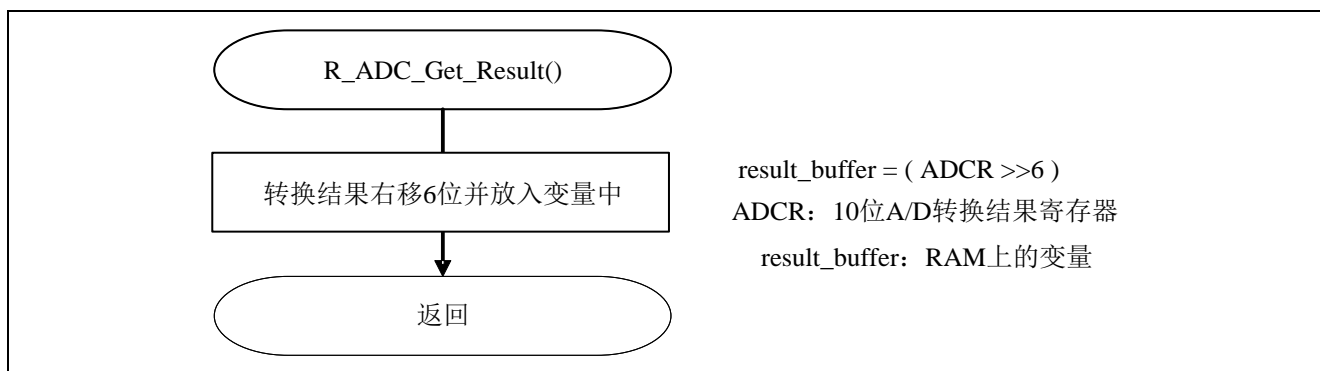 R_ADC_Get_Result()
转换结果右移6位并放入变量中
result_buffer = ( ADCR >>6 )
ADCR：10位A/D转换结果寄存器
result_buffer：RAM上的变量
返回